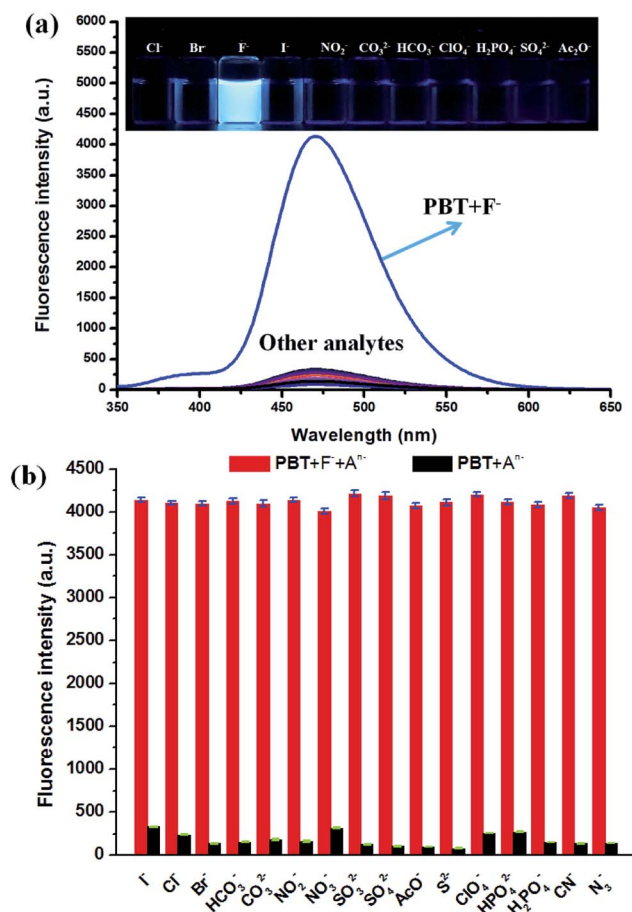 (a)
Cl⁻ Br⁻ F⁻ I⁻ NO₂⁻ CO₃²⁻ HCO₃⁻ ClO₄⁻ H₂PO₄⁻ SO₄²⁻ Ac₂O⁻
6000
5500
5000
4500
4000
3500
3000
2500
2000
1500
1000
500
0
Fluorescence intensity (a.u.)
PBT+F⁻
Other analytes
350 400 450 500 550 600 650
Wavelength (nm)
(b)
PBT+F⁻+Aⁿ⁻ PBT+Aⁿ⁻
4500
4000
3500
3000
2500
2000
1500
1000
500
0
Fluorescence intensity (a.u.)
I⁻ Cl⁻ Br⁻ HCO₃⁻ CO₃²⁻ NO₂⁻ NO₃⁻ SO₃²⁻ SO₄²⁻ AcO⁻ S²⁻ ClO₄⁻ HPO₄²⁻ H₂PO₄⁻ CN⁻ N₃⁻